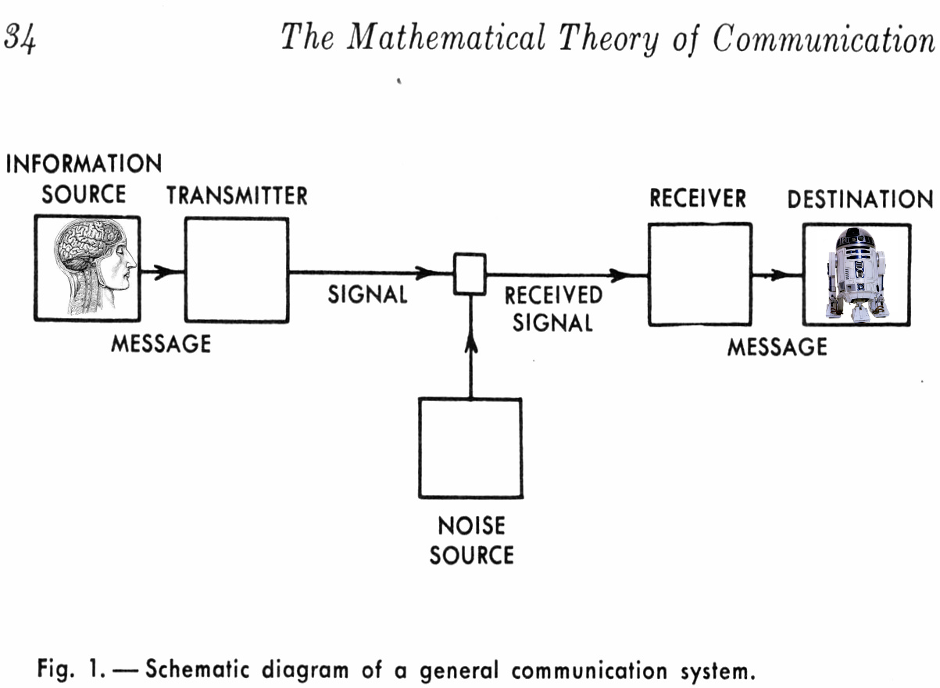 34
The Mathematical Theory of Communication
INFORMATION
SOURCE
TRANSMITTER
RECEIVER
DESTINATION
SIGNAL
RECEIVED
SIGNAL
MESSAGE
MESSAGE
NOISE
SOURCE
Fig. 1. — Schematic diagram of a general communication system.